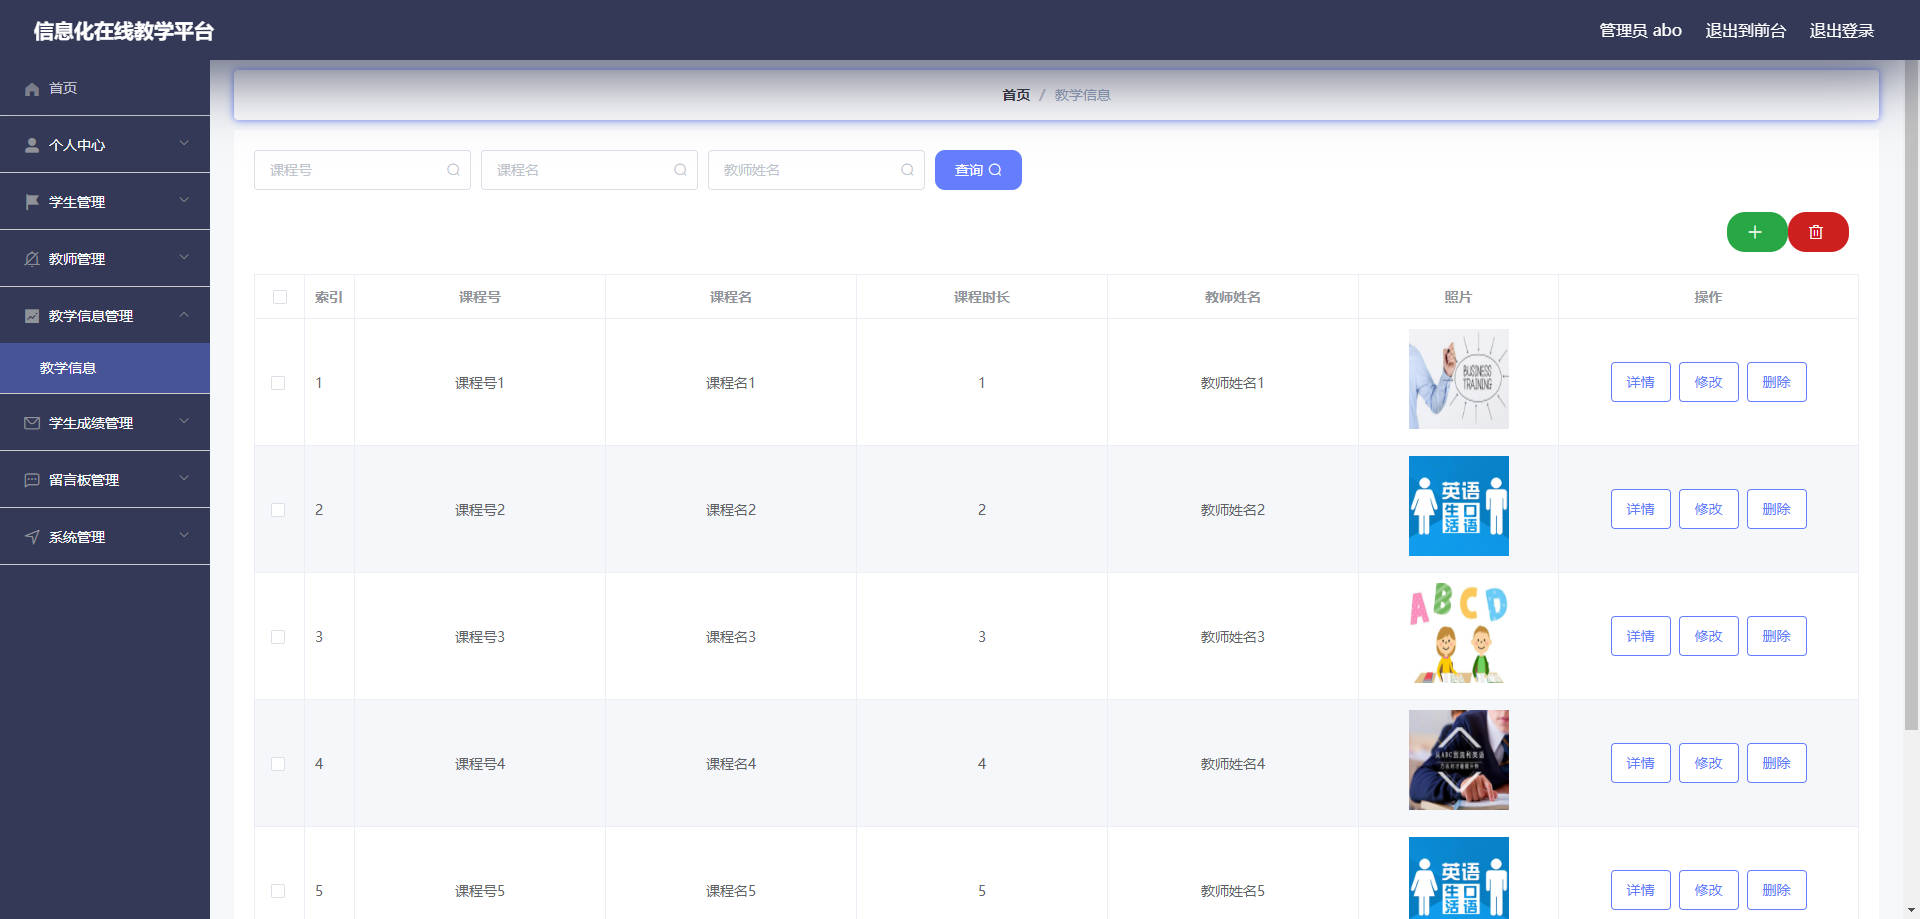 信息化在线教学平台
管理员 abo 退出到前台 退出登录
首页
个人中心
学生管理
教师管理
教学信息管理
教学信息
学生成绩管理
留言板管理
系统管理
首页 / 教学信息
课程号 课程名 教师姓名 查询
索引 课程号 课程名 课程时长 教师姓名 照片 操作
1 课程号1 课程名1 1 教师姓名1 详情 修改 删除
BUSINESS
TRAINING
2 课程号2 课程名2 2 教师姓名2 详情 修改 删除
英语
生口
活语
3 课程号3 课程名3 3 教师姓名3 详情 修改 删除
ABCD
4 课程号4 课程名4 4 教师姓名4 详情 修改 删除
5 课程号5 课程名5 5 教师姓名5 详情 修改 删除
英语
生口
活语